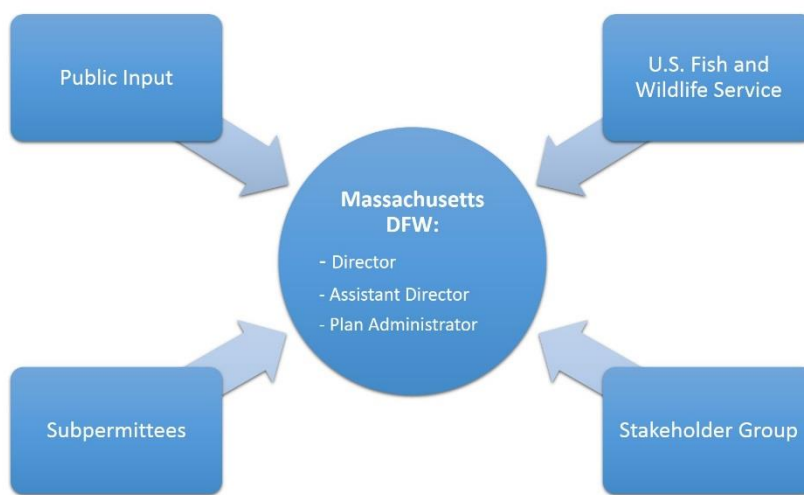 Public Input
U.S. Fish and
Wildlife Service
Massachusetts
DFW:
- Director
- Assistant Director
- Plan Administrator
Subpermittees
Stakeholder Group